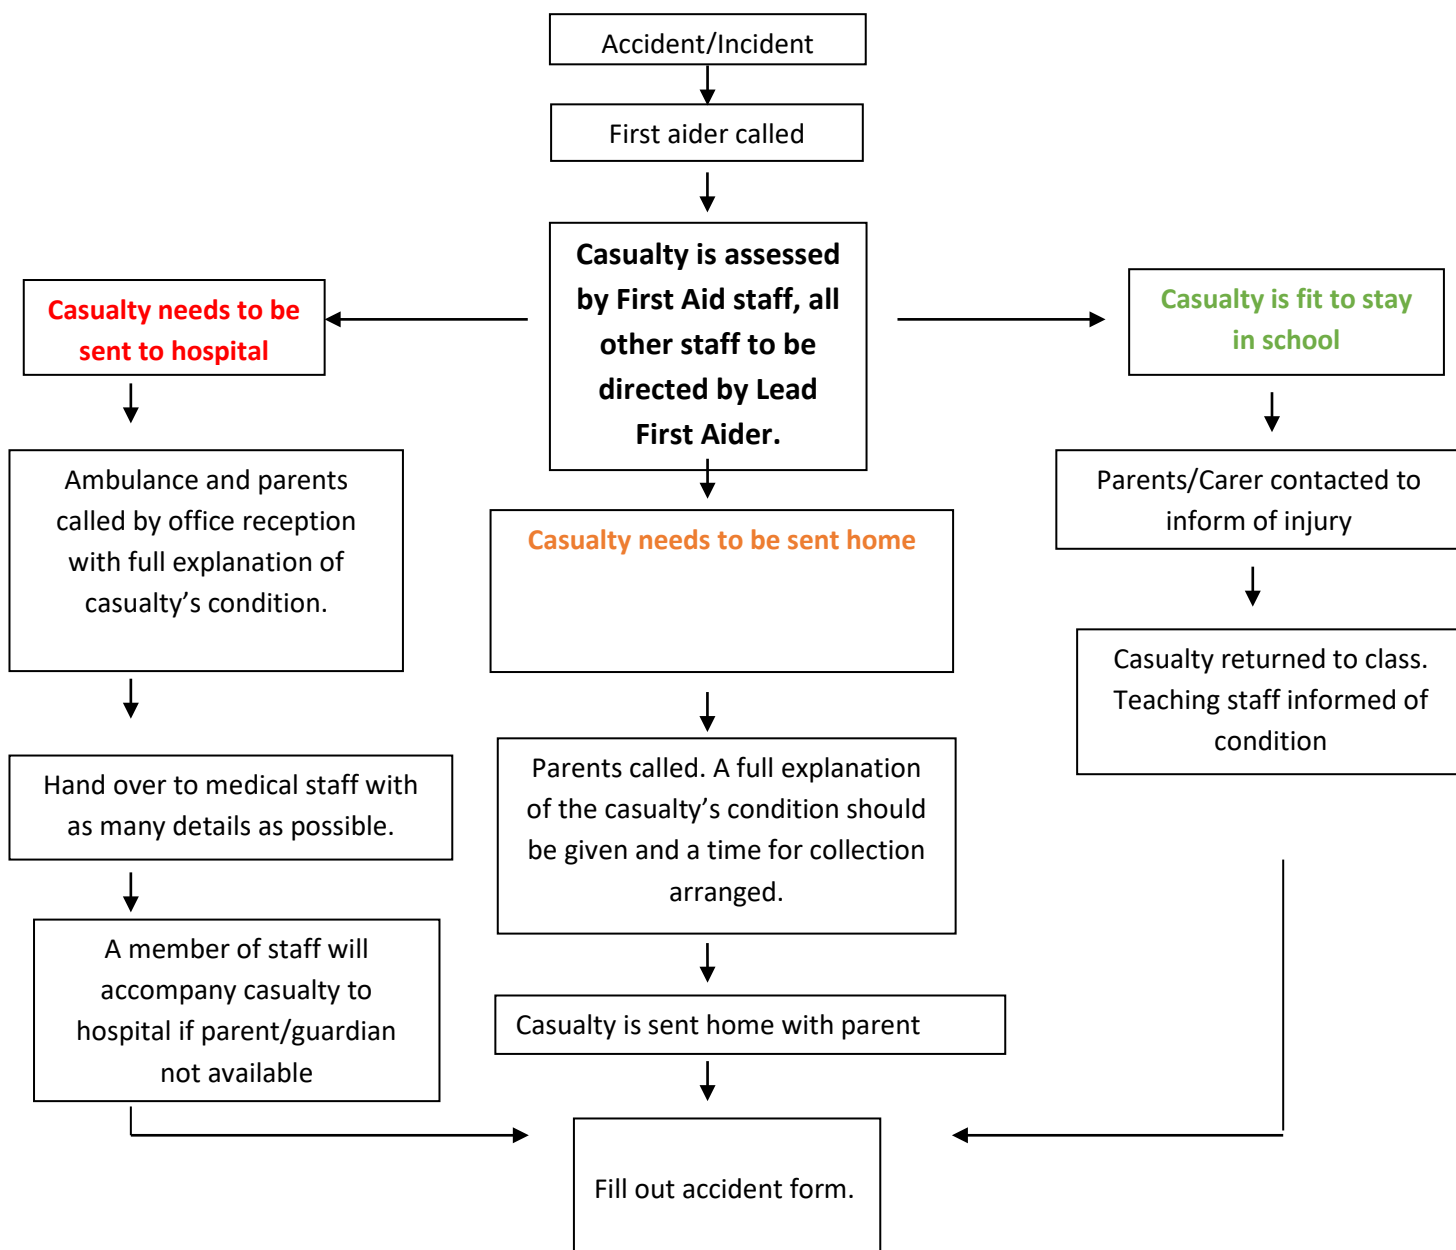 Accident/Incident
First aider called
Casualty is assessed
by First Aid staff, all
other staff to be
directed by Lead
First Aider.
Casualty needs to be
sent to hospital
Ambulance and parents
called by office reception
with full explanation of
casualty’s condition.
Hand over to medical staff with
as many details as possible.
A member of staff will
accompany casualty to
hospital if parent/guardian
not available
Casualty needs to be sent home
Parents called. A full explanation
of the casualty’s condition should
be given and a time for collection
arranged.
Casualty is sent home with parent
Casualty is fit to stay
in school
Parents/Carer contacted to
inform of injury
Casualty returned to class.
Teaching staff informed of
condition
Fill out accident form.